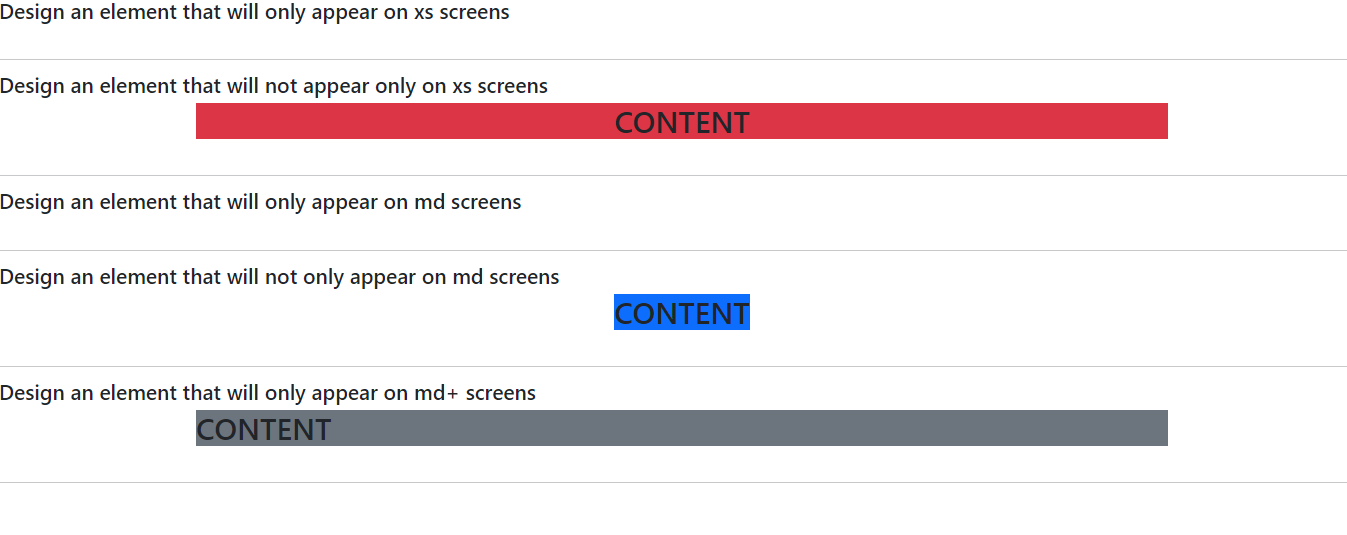 Design an element that will only appear on xs screens
Design an element that will not appear only on xs screens
CONTENT
Design an element that will only appear on md screens
Design an element that will not only appear on md screens
CONTENT
Design an element that will only appear on md+ screens
CONTENT